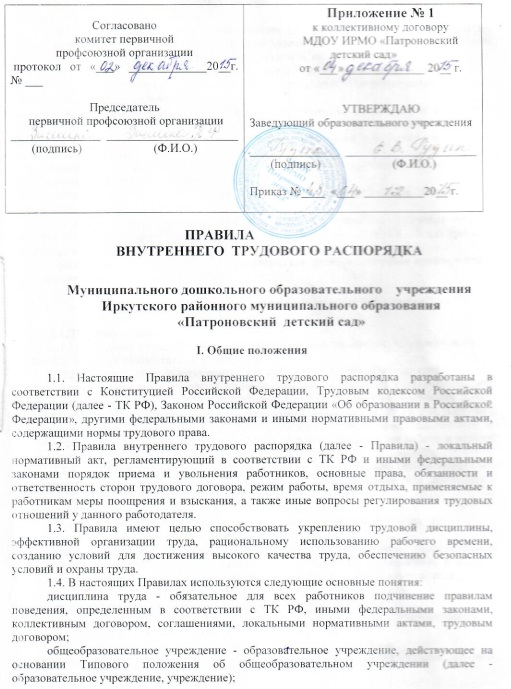 Согласовано
комитет первичной
профсоюзной организации
протокол от « 02» декабря 2015г.
№ ___
Председатель
первичной профсоюзной организации
(подпись) (Ф.И.О.)
Приложение № 1
к коллективному договору
МДОУ ИРМО «Патроновский
детский сад»
от « 04» декабря 2015г.
УТВЕРЖДАЮ
Заведующий образовательного учреждения
(подпись) (Ф.И.О.)
Приказ № «04» 12 2015г.
ПРАВИЛА
ВНУТРЕННЕГО ТРУДОВОГО РАСПОРЯДКА
Муниципального дошкольного образовательного учреждения
Иркутского районного муниципального образования
«Патроновский детский сад»
I. Общие положения
1.1. Настоящие Правила внутреннего трудового распорядка разработаны в
соответствии с Конституцией Российской Федерации, Трудовым кодексом Российской
Федерации (далее - ТК РФ), Законом Российской Федерации «Об образовании в Российской
Федерации», другими федеральными законами и иными нормативными правовыми актами,
содержащими нормы трудового права.
1.2. Правила внутреннего трудового распорядка (далее - Правила) - локальный
нормативный акт, регламентирующий в соответствии с ТК РФ и иными федеральными
законами порядок приема и увольнения работников, основные права, обязанности и
ответственность сторон трудового договора, режим работы, время отдыха, применяемые к
работникам меры поощрения и взыскания, а также иные вопросы регулирования трудовых
отношений у данного работодателя.
1.3. Правила имеют целью способствовать укреплению трудовой дисциплины,
эффективной организации труда, рациональному использованию рабочего времени,
созданию условий для достижения высокого качества труда, обеспечению безопасных
условий и охраны труда.
1.4. В настоящих Правилах используются следующие основные понятия:
дисциплина труда - обязательное для всех работников подчинение правилам
поведения, определенным в соответствии с ТК РФ, иными федеральными законами,
коллективным договором, соглашениями, локальными нормативными актами, трудовым
договором;
общеобразовательное учреждение - образовательное учреждение, действующее на
основании Типового положения об общеобразовательном учреждении (далее -
образовательное учреждение, учреждение);